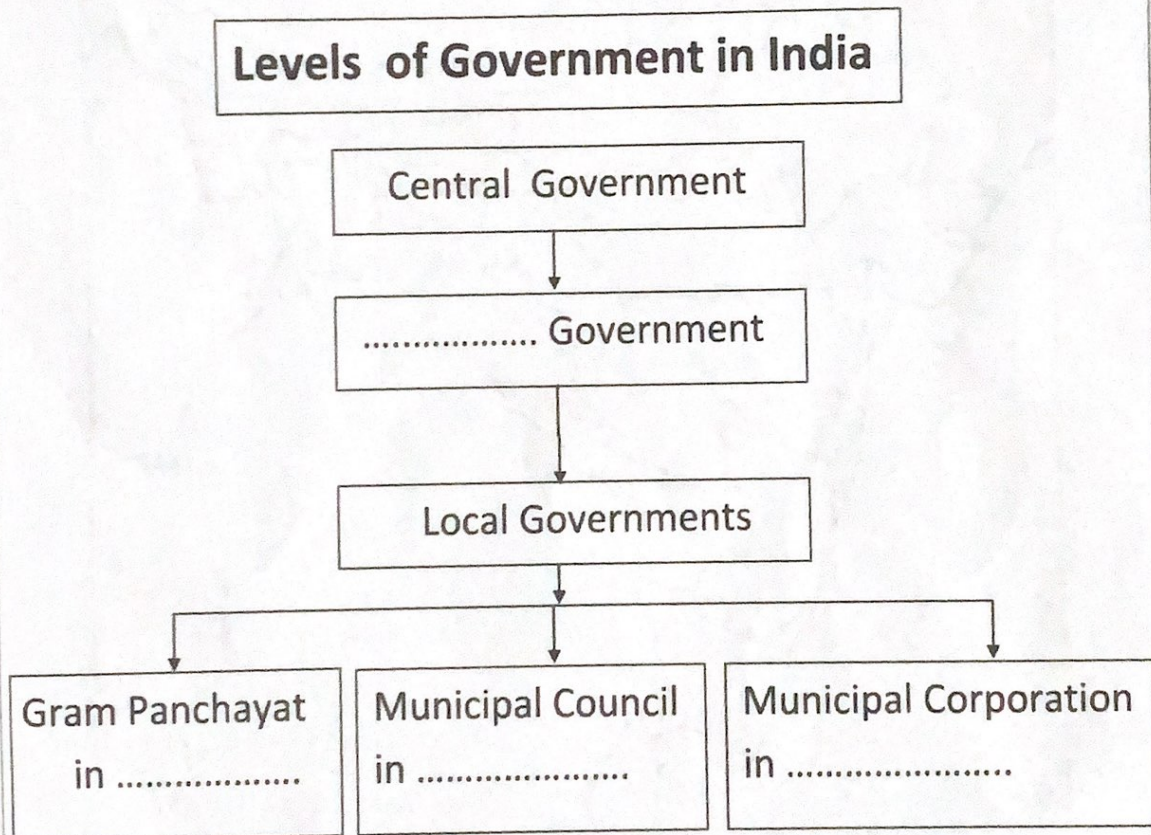 Levels of Government in India
Central Government
.................. Government
Local Governments
Gram Panchayat
in ...................
Municipal Council
in ......................
Municipal Corporation
in .......................